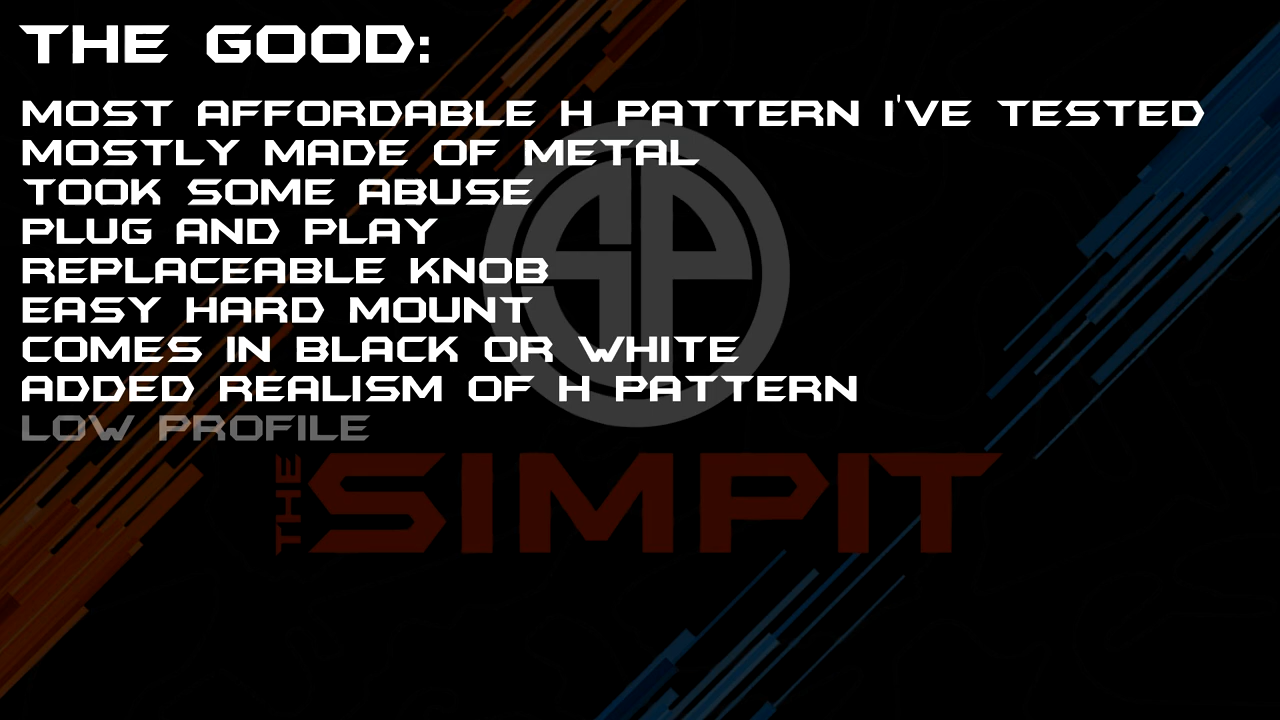 THE GOOD:
MOST AFFORDABLE H PATTERN I'VE TESTED
MOSTLY MADE OF METAL
TOOK SOME ABUSE
PLUG AND PLAY
REPLACEABLE KNOB
EASY HARD MOUNT
COMES IN BLACK OR WHITE
ADDED REALISM OF H PATTERN
LOW PROFILE
SP
THE SIMPIT